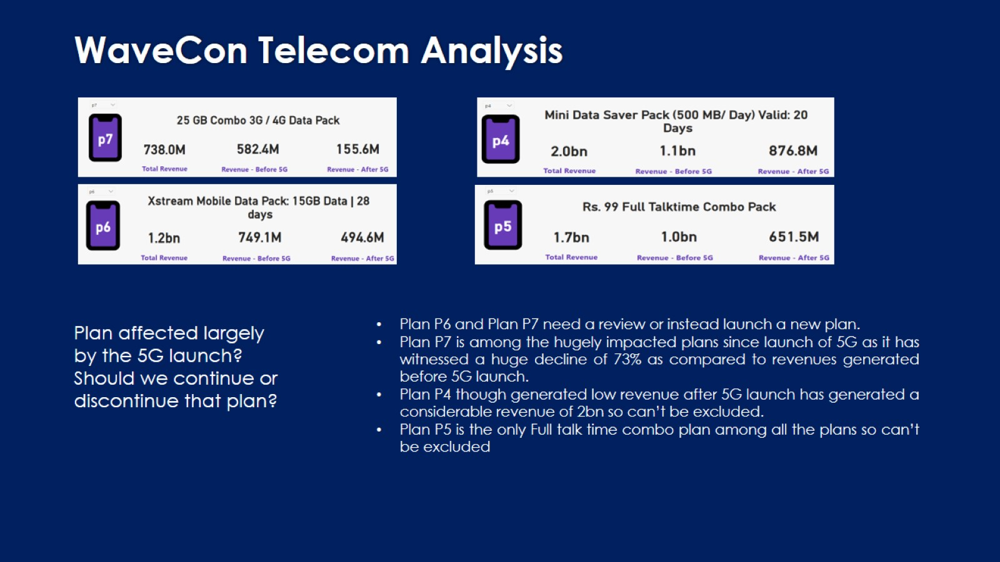 WaveCon Telecom Analysis
p7
25 GB Combo 3G / 4G Data Pack
p7
738.0M 582.4M 155.6M
Total Revenue Revenue - Before 5G Revenue - After 5G
p6
Xstream Mobile Data Pack: 15GB Data | 28
days
p6
1.2bn 749.1M 494.6M
Total Revenue Revenue - Before 5G Revenue - After 5G
p4
Mini Data Saver Pack (500 MB/ Day) Valid: 20
Days
p4
2.0bn 1.1bn 876.8M
Total Revenue Revenue - Before 5G Revenue - After 5G
p5
Rs. 99 Full Talktime Combo Pack
p5
1.7bn 1.0bn 651.5M
Total Revenue Revenue - Before 5G Revenue - After 5G
Plan affected largely
by the 5G launch?
Should we continue or
discontinue that plan?
• Plan P6 and Plan P7 need a review or instead launch a new plan.
• Plan P7 is among the hugely impacted plans since launch of 5G as it has
witnessed a huge decline of 73% as compared to revenues generated
before 5G launch.
• Plan P4 though generated low revenue after 5G launch has generated a
considerable revenue of 2bn so can't be excluded.
• Plan P5 is the only Full talk time combo plan among all the plans so can't
be excluded